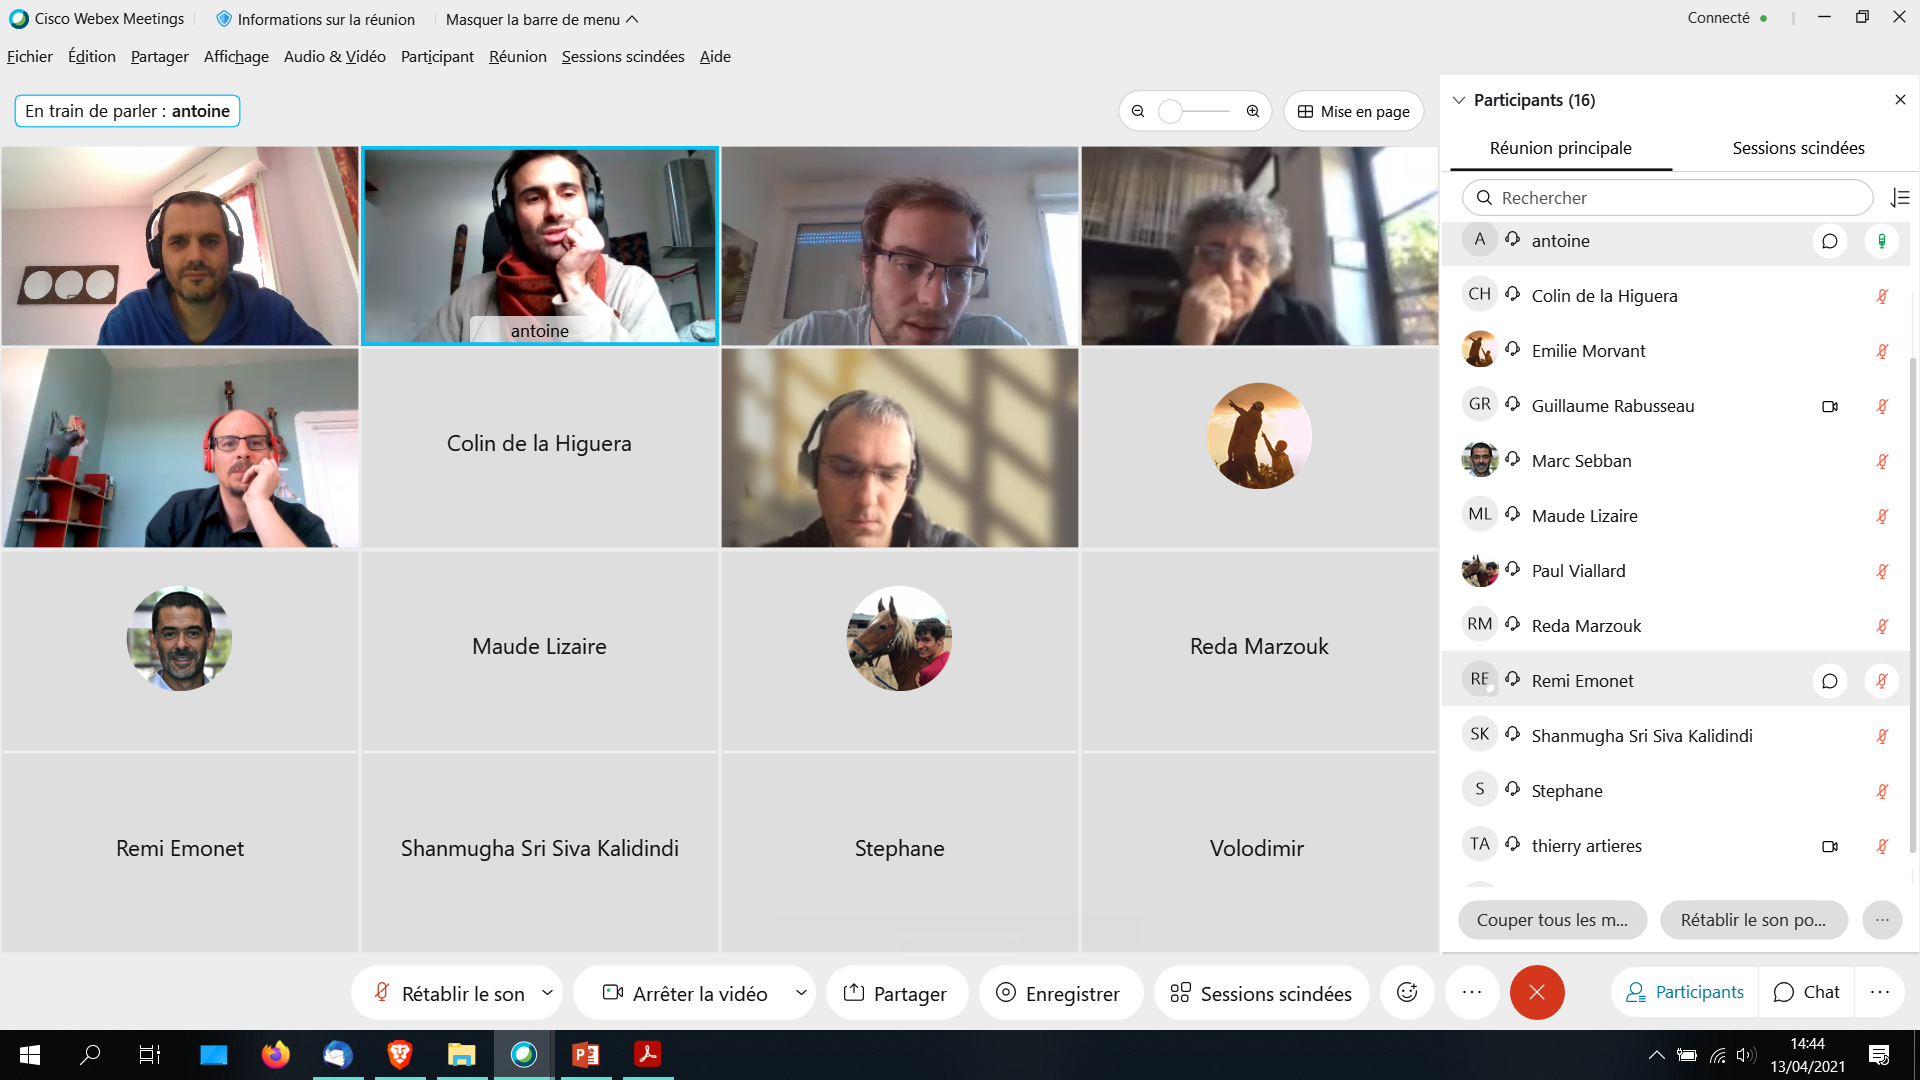 Cisco Webex Meetings
Informations sur la réunion
Masquer la barre de menu
Connecté
Fichier Édition Partager Affichage Audio & Vidéo Participant Réunion Sessions scindées Aide
En train de parler : antoine
Mise en page
antoine
Colin de la Higuera
Maude Lizaire
Reda Marzouk
Remi Emonet
Shanmugha Sri Siva Kalidindi
Stephane
Volodimir
Participants (16)
Réunion principale
Sessions scindées
Rechercher
A antoine
CH Colin de la Higuera
Emilie Morvant
GR Guillaume Rabusseau
Marc Sebban
ML Maude Lizaire
Paul Viallard
RM Reda Marzouk
RE Remi Emonet
SK Shanmugha Sri Siva Kalidindi
S Stephane
TA thierry artieres
Couper tous les m...
Rétablir le son po...
Rétablir le son
Arrêter la vidéo
Partager
Enregistrer
Sessions scindées
Participants
Chat
14:44
13/04/2021